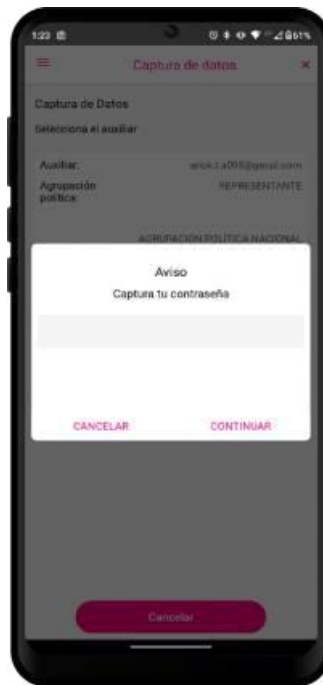 1:23
61%
Captura de datos
Captura de Datos
Selecciona el auxiliar
Auxiliar:
Agrupación política:
REPRESENTANTE
AGRUPACIÓN POLÍTICA NACIONAL
Aviso
Captura tu contraseña
CANCELAR
CONTINUAR
Cancelar